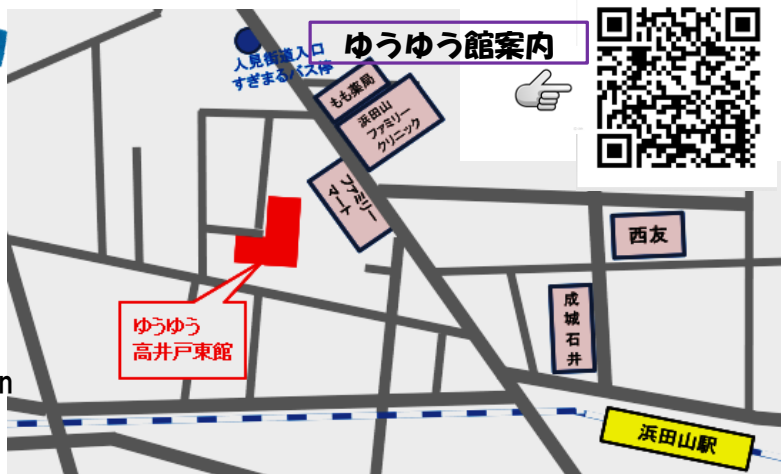 ゆうゆう館案内
人見街道入口
すぎまるバス停
もも薬局
浜田山
ファミリー
クリニック
ファミリー
マート
西友
成城石井
ゆうゆう
高井戸東館
n
浜田山駅